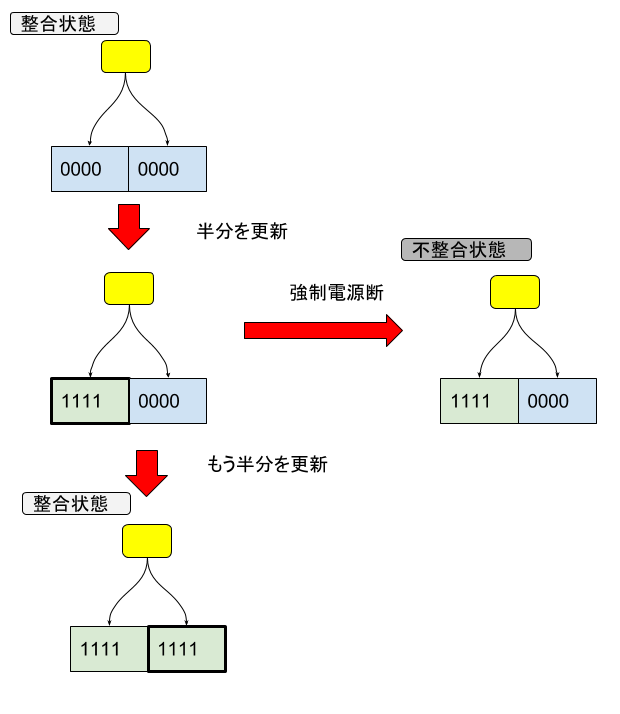 整合状態
0000 0000
半分を更新
不整合状態
強制電源断
1111 0000
1111 0000
もう半分を更新
整合状態
1111 1111